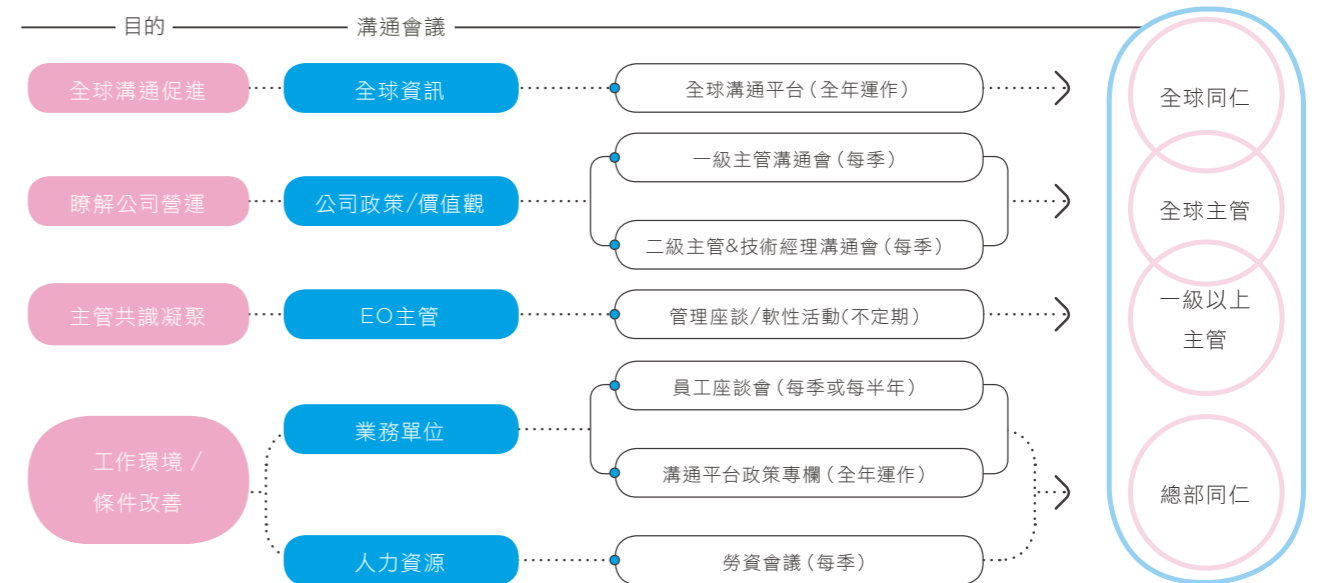 目的
溝通會議
全球溝通促進
全球資訊
全球溝通平台(全年運作)
全球同仁
瞭解公司營運
公司政策/價值觀
一級主管溝通會(每季)
二級主管&技術經理溝通會(每季)
全球主管
主管共識凝聚
EO主管
管理座談/軟性活動(不定期)
一級以上
主管
工作環境/
條件改善
業務單位
員工座談會(每季或每半年)
溝通平台政策專欄(全年運作)
人力資源
勞資會議(每季)
總部同仁